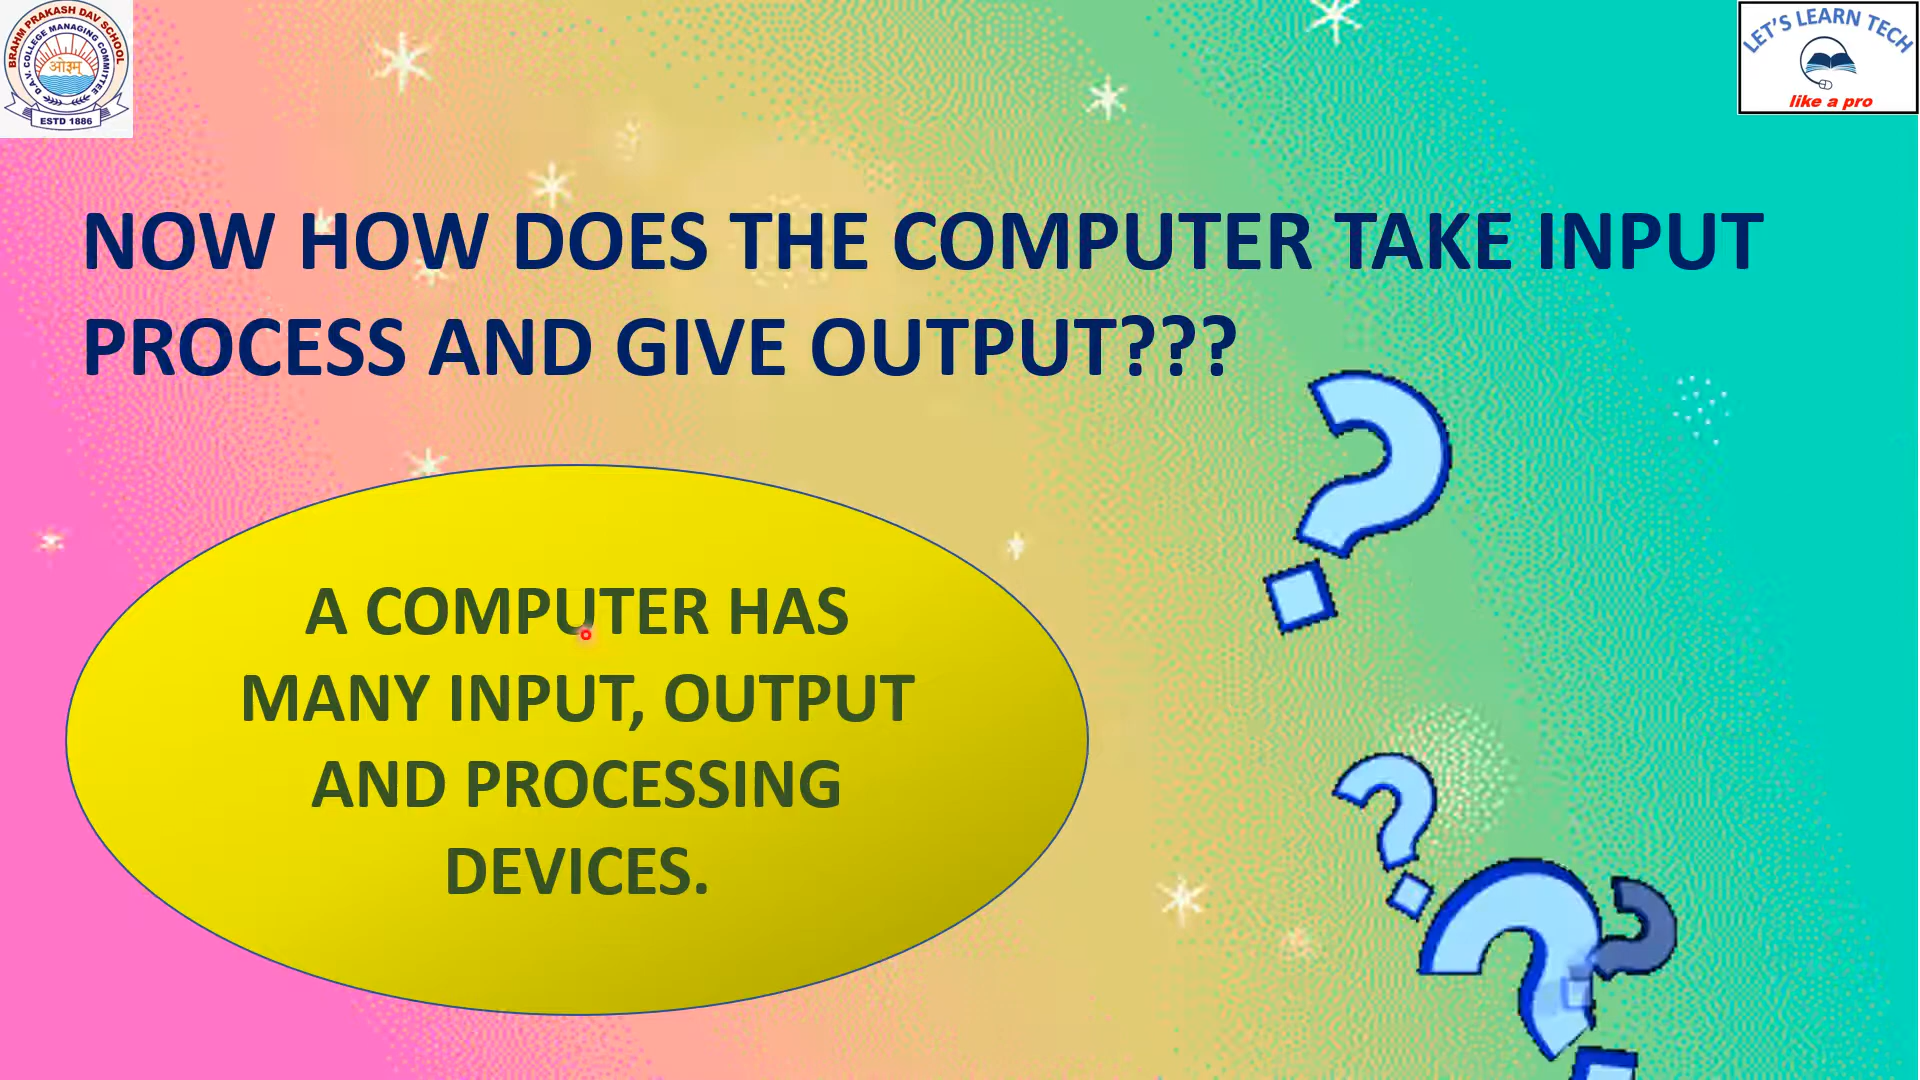 BRAHM PRAKASH DAV SCHOOL
D.A.V. COLLEGE MANAGING COMMITTEE
ओ३म्
ESTD 1886
LET'S LEARN TECH
like a pro
NOW HOW DOES THE COMPUTER TAKE INPUT
PROCESS AND GIVE OUTPUT???
A COMPUTER HAS
MANY INPUT, OUTPUT
AND PROCESSING
DEVICES.